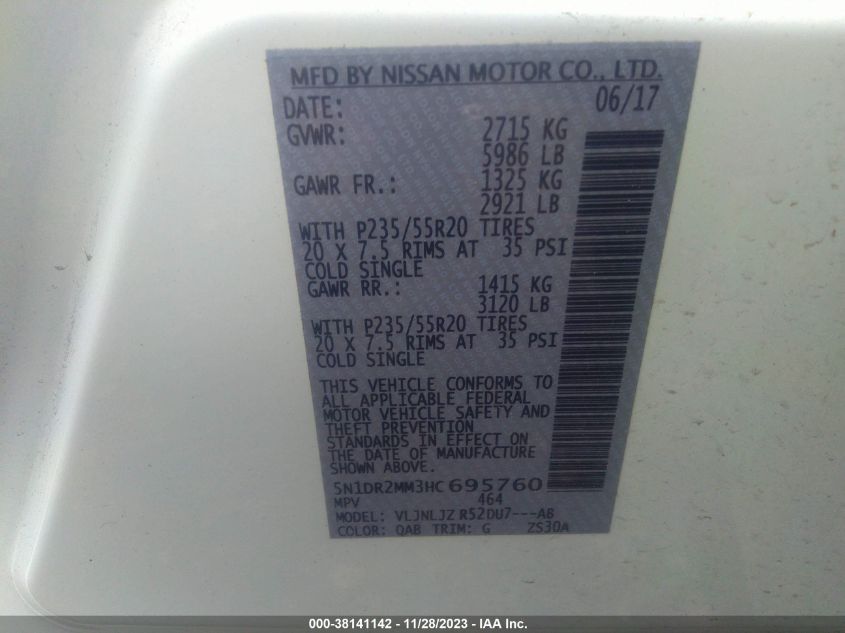 MFD BY NISSAN MOTOR CO., LTD.
DATE: 06/17
GVWR: 2715 KG
5986 LB
GAWR FR.: 1325 KG
2921 LB
WITH P235/55R20 TIRES
20 X 7.5 RIMS AT 35 PSI
COLD SINGLE
GAWR RR.: 1415 KG
3120 LB
WITH P235/55R20 TIRES
20 X 7.5 RIMS AT 35 PSI
COLD SINGLE
THIS VEHICLE CONFORMS TO
ALL APPLICABLE FEDERAL
MOTOR VEHICLE SAFETY AND
THEFT PREVENTION
STANDARDS IN EFFECT ON
THE DATE OF MANUFACTURE
SHOWN ABOVE.
5N1DR2MM3HC695760
MPV 464
MODEL: VLJNLJZ R52DU7---AB
COLOR: QAB TRIM: G ZS30A
000-38141142 - 11/28/2023 - IAA Inc.